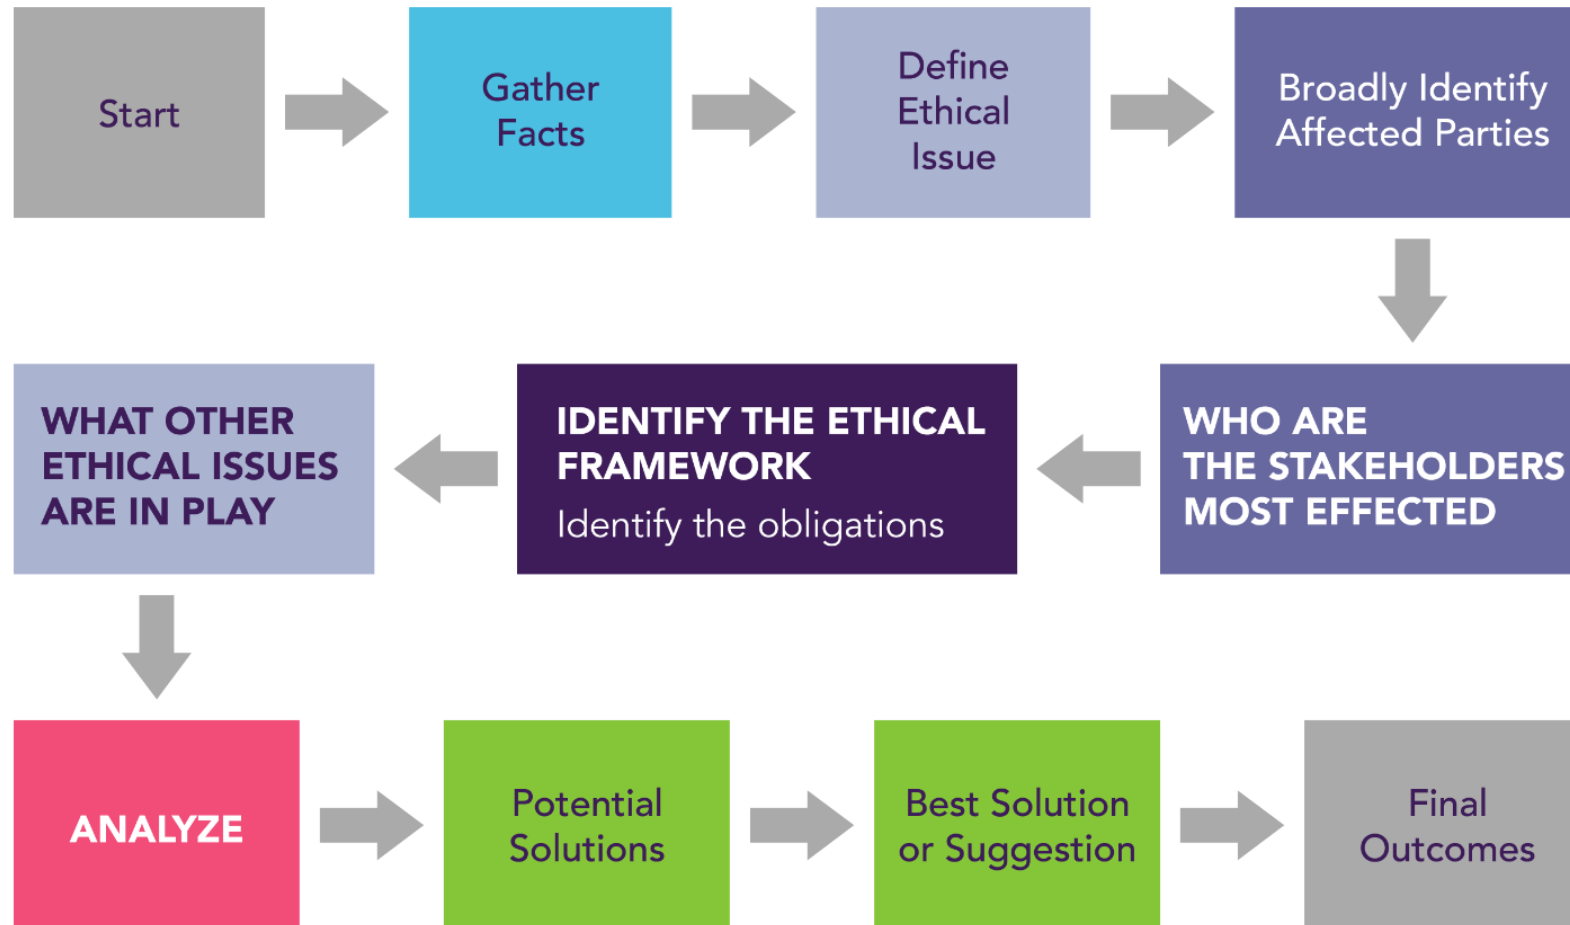 Start
Gather
Facts
Define
Ethical
Issue
Broadly Identify
Affected Parties
WHO ARE
THE STAKEHOLDERS
MOST EFFECTED
IDENTIFY THE ETHICAL
FRAMEWORK
Identify the obligations
WHAT OTHER
ETHICAL ISSUES
ARE IN PLAY
ANALYZE
Potential
Solutions
Best Solution
or Suggestion
Final
Outcomes